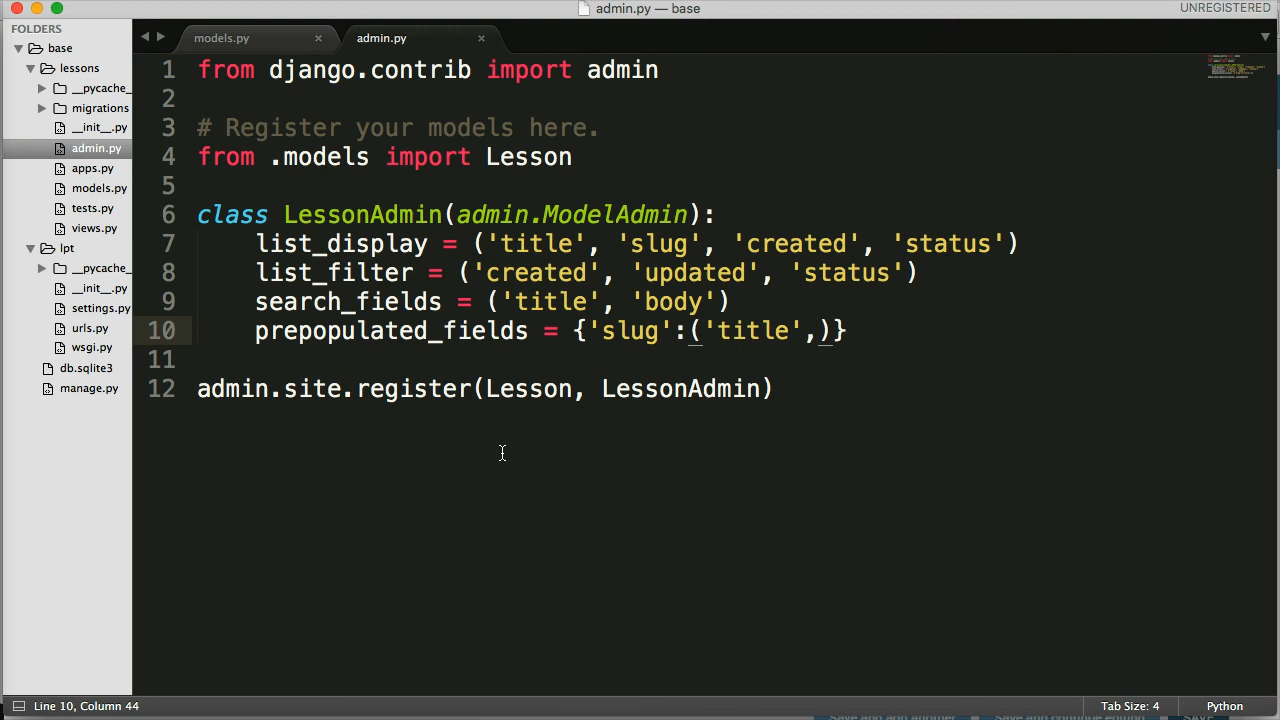 admin.py — base
UNREGISTERED
FOLDERS
base
lessons
__pycache_
migrations
__init__.py
admin.py
apps.py
models.py
tests.py
views.py
lpt
__pycache_
__init__.py
settings.py
urls.py
wsgi.py
db.sqlite3
manage.py
models.py
admin.py
1 from django.contrib import admin
2
3 # Register your models here.
4 from .models import Lesson
5
6 class LessonAdmin(admin.ModelAdmin):
7 list_display = ('title', 'slug', 'created', 'status')
8 list_filter = ('created', 'updated', 'status')
9 search_fields = ('title', 'body')
10 prepopulated_fields = {'slug':('title',)}
11
12 admin.site.register(Lesson, LessonAdmin)
Line 10, Column 44
Tab Size: 4
Python